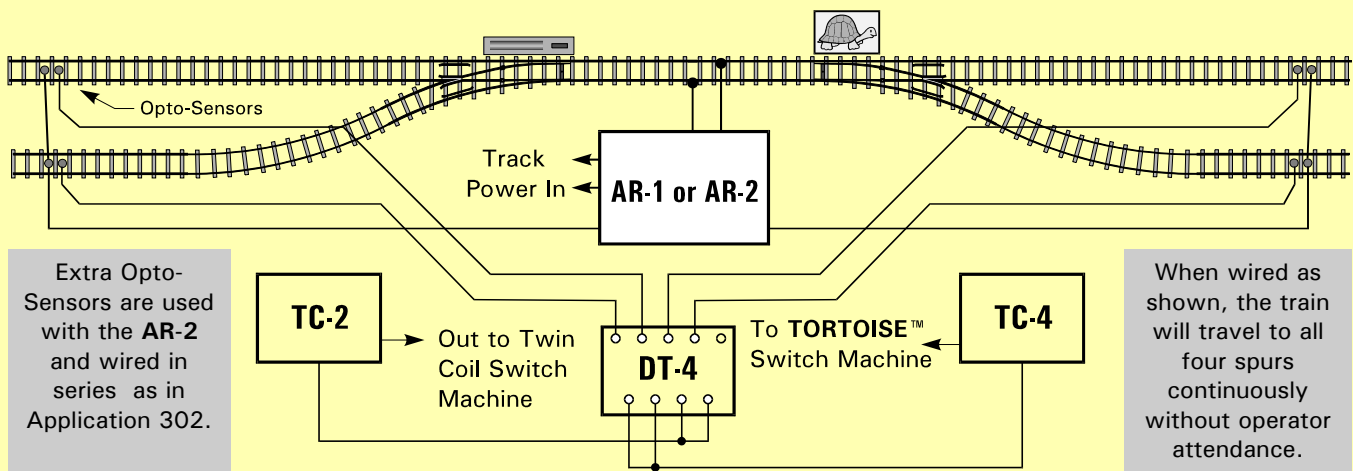 Opto-Sensors
Track
Power In
AR-1 or AR-2
Extra Opto-
Sensors are used
with the AR-2
and wired in
series as in
Application 302.
TC-2
Out to Twin
Coil Switch
Machine
DT-4
To TORTOISE™
Switch Machine
TC-4
When wired as
shown, the train
will travel to all
four spurs
continuously
without operator
attendance.